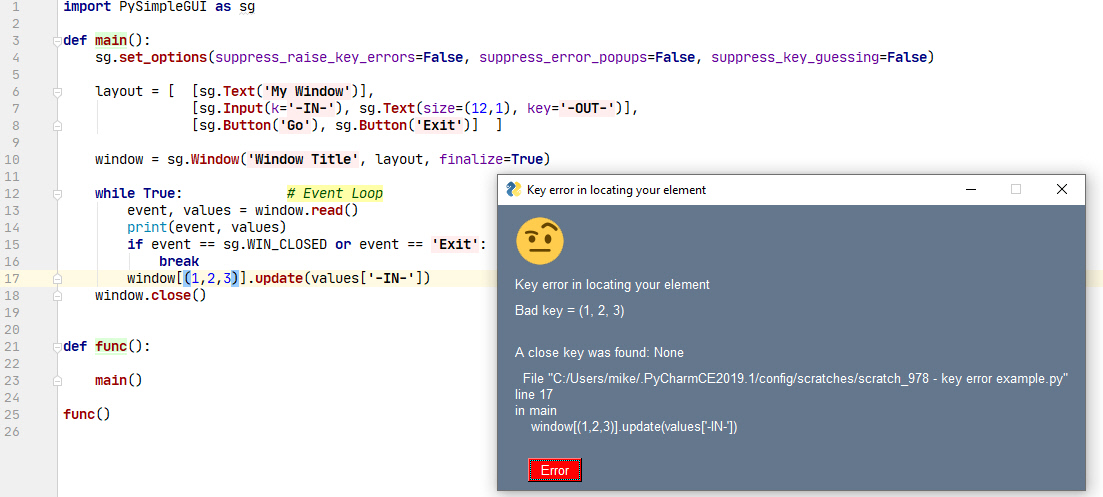 1 import PySimpleGUI as sg
2
3 def main():
4 sg.set_options(suppress_raise_key_errors=False, suppress_error_popups=False, suppress_key_guessing=False)
5
6 layout = [ [sg.Text('My Window')],
7 [sg.Input(k='-IN-'), sg.Text(size=(12,1), key='-OUT-')],
8 [sg.Button('Go'), sg.Button('Exit')] ]
9
10 window = sg.Window('Window Title', layout, finalize=True)
11
12 while True: # Event Loop
13 event, values = window.read()
14 print(event, values)
15 if event == sg.WIN_CLOSED or event == 'Exit':
16 break
17 window[(1,2,3)].update(values['-IN-'])
18 window.close()
19
20
21 def func():
22
23 main()
24
25 func()
26
Key error in locating your element
Key error in locating your element
Bad key = (1, 2, 3)
A close key was found: None
File "C:/Users/mike/.PyCharmCE2019.1/config/scratches/scratch_978 - key error example.py"
line 17
in main
window[(1,2,3)].update(values['-IN-'])
Error